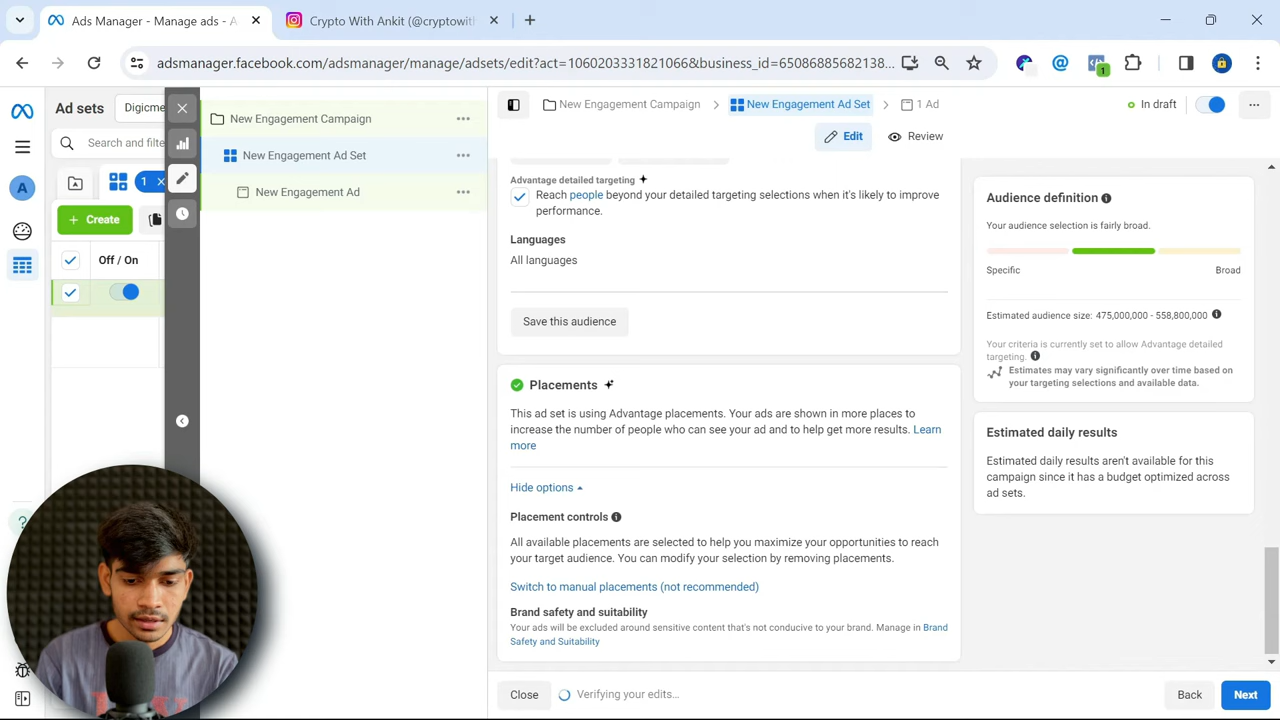 Ads Manager - Manage ads - A
Crypto With Ankit (@cryptowith
adsmanager.facebook.com/adsmanager/manage/adsets/edit?act=1060203331821066&business_id=65086885682138...
1
Ad sets
Digicme
Search and filte
1
Create
Off / On
A
New Engagement Campaign
New Engagement Ad Set
New Engagement Ad
New Engagement Campaign
New Engagement Ad Set
1 Ad
In draft
Edit
Review
Advantage detailed targeting
Reach people beyond your detailed targeting selections when it's likely to improve
performance.
Languages
All languages
Save this audience
Placements
This ad set is using Advantage placements. Your ads are shown in more places to
increase the number of people who can see your ad and to help get more results. Learn
more
Hide options
Placement controls
All available placements are selected to help you maximize your opportunities to reach
your target audience. You can modify your selection by removing placements.
Switch to manual placements (not recommended)
Brand safety and suitability
Your ads will be excluded around sensitive content that's not conducive to your brand. Manage in Brand
Safety and Suitability
Audience definition
Your audience selection is fairly broad.
Specific
Broad
Estimated audience size: 475,000,000 - 558,800,000
Your criteria is currently set to allow Advantage detailed
targeting.
Estimates may vary significantly over time based on
your targeting selections and available data.
Estimated daily results
Estimated daily results aren't available for this
campaign since it has a budget optimized across
ad sets.
Close
Verifying your edits...
Back
Next